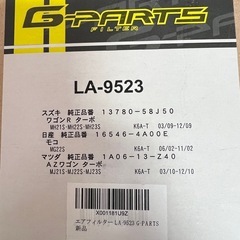 G-PARTS
FILTER
LA-9523
スズキ 純正品番 13780-58J50
ワゴンR ターボ
MH21S-MH22S-MH23S K6A-T 03/09-12/09
日産 純正品番 16546-4A00E
モコ
MG22S K6A-T 06/02-11/02
マツダ 純正品番 1A06-13-Z40
AZワゴン ターボ
MJ21S-MJ22S-MJ23S K6A-T 03/10-12/10
X001161U9Z
エアフィルター LA-9523 G-PARTS
新品